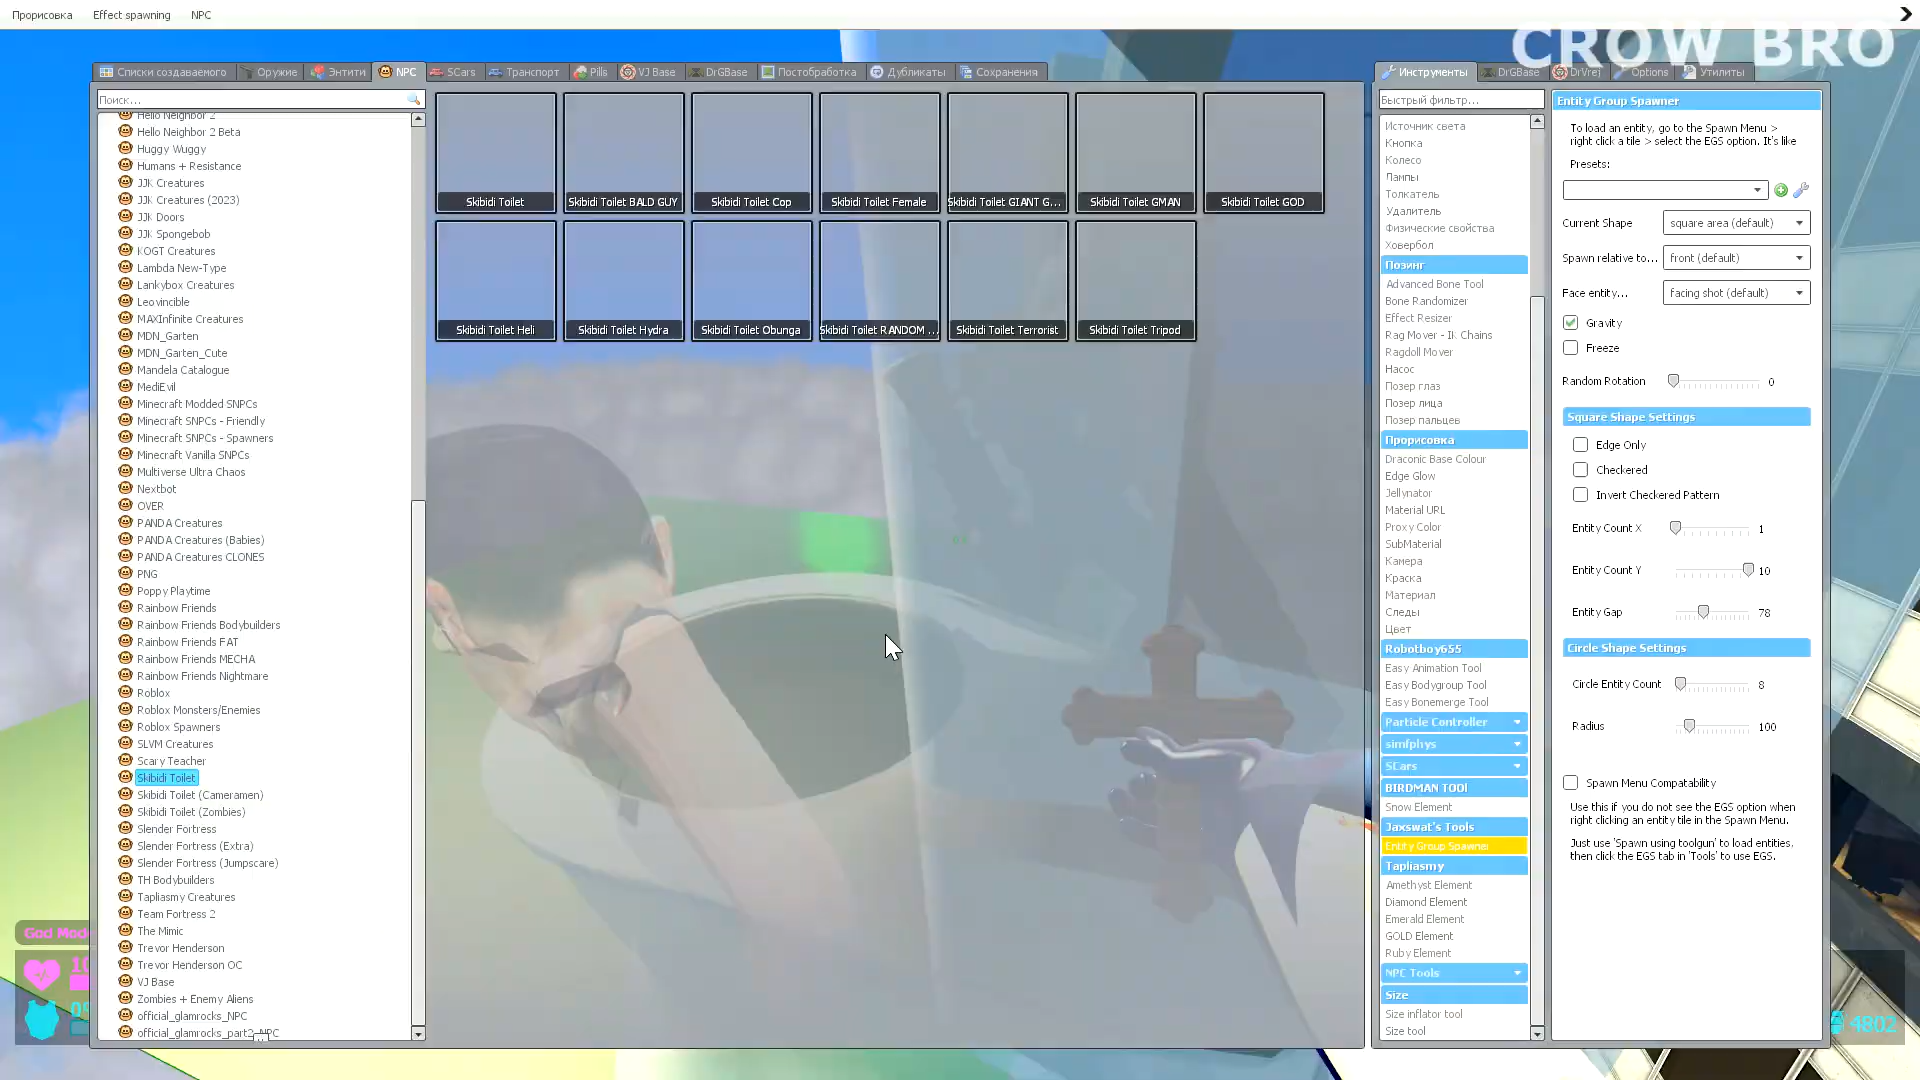 Прорисовка
Effect spawning
NPC
CROW BRO
Списки создаваемого
Оружие
Энтити
NPC
SCars
Транспорт
Pills
VJ Base
DrGBase
Постобработка
Дубликаты
Сохранения
Поиск...
Hello Neighbor 2
Hello Neighbor 2 Beta
Huggy Wuggy
Humans + Resistance
JJK Creatures
JJK Creatures (2023)
JJK Doors
JJK Spongebob
KOGT Creatures
Lambda New-Type
Lankybox Creatures
Leovincible
MAXInfinite Creatures
MDN_Garten
MDN_Garten_Cute
Mandela Catalogue
MediEvil
Minecraft Modded SNPCs
Minecraft SNPCs - Friendly
Minecraft SNPCs - Spawners
Minecraft Vanilla SNPCs
Multiverse Ultra Chaos
Nextbot
OVER
PANDA Creatures
PANDA Creatures (Babies)
PANDA Creatures CLONES
PNG
Poppy Playtime
Rainbow Friends
Rainbow Friends Bodybuilders
Rainbow Friends FAT
Rainbow Friends MECHA
Rainbow Friends Nightmare
Roblox
Roblox Monsters/Enemies
Roblox Spawners
SLVM Creatures
Scary Teacher
Skibidi Toilet
Skibidi Toilet (Cameramen)
Skibidi Toilet (Zombies)
Slender Fortress
Slender Fortress (Extra)
Slender Fortress (Jumpscare)
TH Bodybuilders
Tapliasmy Creatures
Team Fortress 2
The Mimic
Trevor Henderson
Trevor Henderson OC
VJ Base
Zombies + Enemy Aliens
official_glamrocks_NPC
official_glamrocks_part2_NPC
Skibidi Toilet
Skibidi Toilet BALD GUY
Skibidi Toilet Cop
Skibidi Toilet Female
Skibidi Toilet GIANT G...
Skibidi Toilet GMAN
Skibidi Toilet GOD
Skibidi Toilet Heli
Skibidi Toilet Hydra
Skibidi Toilet Obunga
Skibidi Toilet RANDOM ...
Skibidi Toilet Terrorist
Skibidi Toilet Tripod
Инструменты
DrGBase
DrVrej
Options
Утилиты
Быстрый фильтр...
Источник света
Кнопка
Колесо
Лампы
Толкатель
Удалитель
Физические свойства
Ховербол
Позинг
Advanced Bone Tool
Bone Randomizer
Effect Resizer
Rag Mover - IK Chains
Ragdoll Mover
Насос
Позер глаз
Позер лица
Позер пальцев
Прорисовка
Draconic Base Colour
Edge Glow
Jellynator
Material URL
Proxy Color
SubMaterial
Камера
Краска
Материал
Следы
Цвет
Robotboy655
Easy Animation Tool
Easy Bodygroup Tool
Easy Bonemerge Tool
Particle Controller
simfphys
SCars
BIRDMAN TOOl
Snow Element
Jaxswat's Tools
Entity Group Spawner
Tapliasmy
Amethyst Element
Diamond Element
Emerald Element
GOLD Element
Ruby Element
NPC Tools
Size
Size inflator tool
Size tool
Entity Group Spawner
To load an entity, go to the Spawn Menu >
right click a tile > select the EGS option. It's like
Presets:
Current Shape
square area (default)
Spawn relative to...
front (default)
Face entity...
facing shot (default)
Gravity
Freeze
Random Rotation
0
Square Shape Settings
Edge Only
Checkered
Invert Checkered Pattern
Entity Count X
1
Entity Count Y
10
Entity Gap
78
Circle Shape Settings
Circle Entity Count
8
Radius
100
Spawn Menu Compatability
Use this if you do not see the EGS option when
right clicking an entity tile in the Spawn Menu.
Just use 'Spawn using toolgun' to load entities,
then click the EGS tab in 'Tools' to use EGS.
God Mode
4802